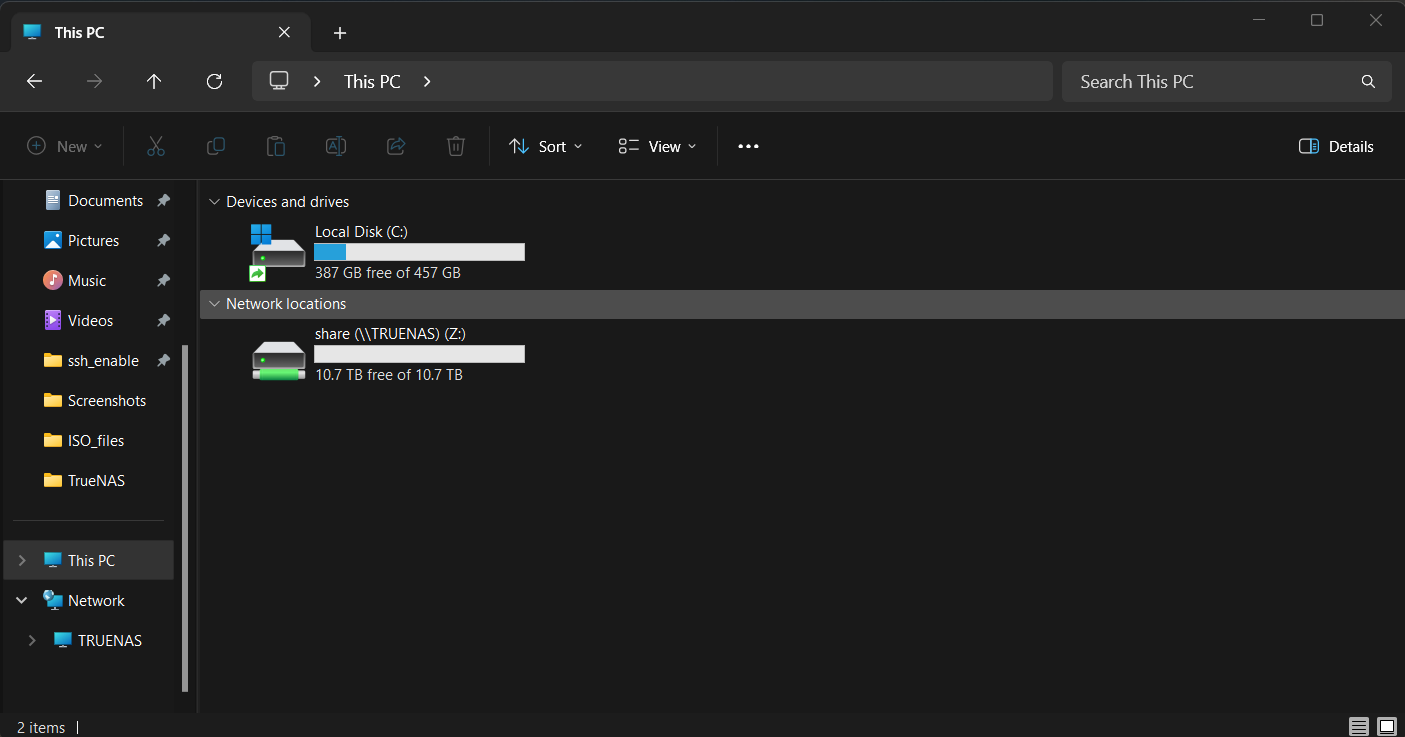 This PC
This PC
Search This PC
New
Sort
View
Details
Documents
Pictures
Music
Videos
ssh_enable
Screenshots
ISO_files
TrueNAS
This PC
Network
TRUENAS
Devices and drives
Local Disk (C:)
387 GB free of 457 GB
Network locations
share (\\TRUENAS) (Z:)
10.7 TB free of 10.7 TB
2 items